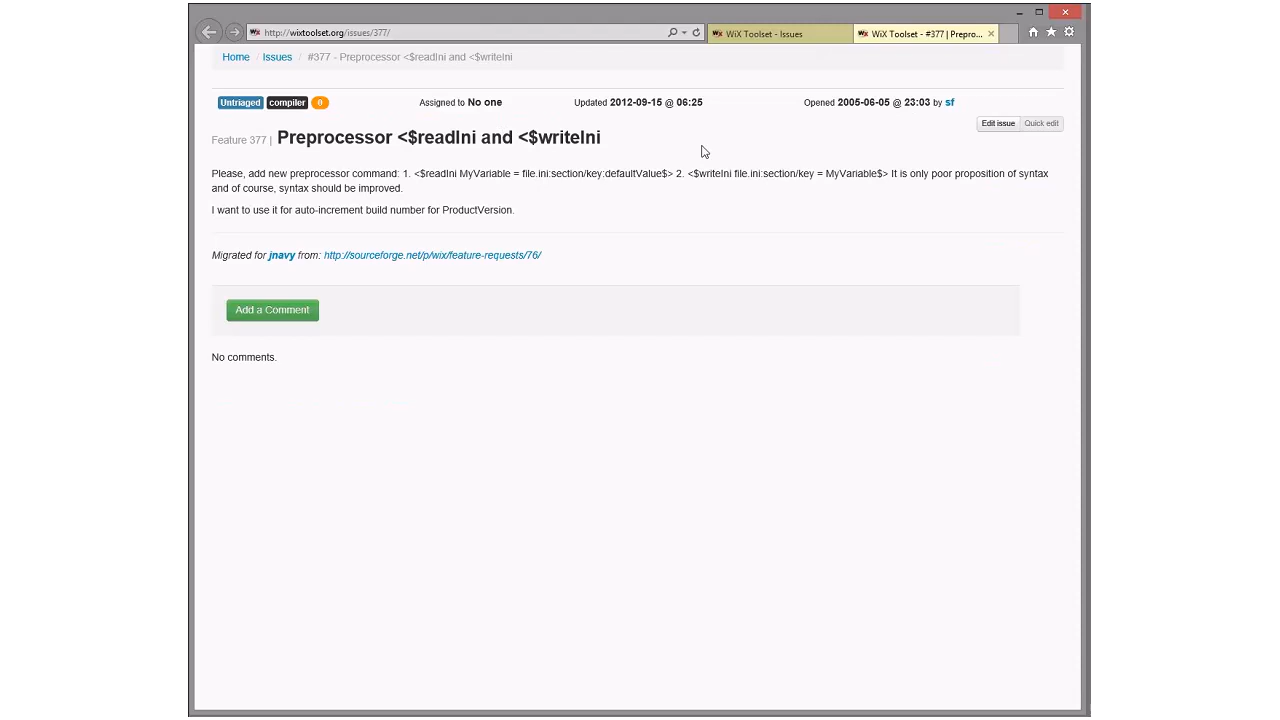 http://wixtoolset.org/issues/377/
WiX Toolset - Issues
WiX Toolset - #377 | Prepro...
Home / Issues / #377 - Preprocessor <$readIni and <$writeIni
Untriaged compiler 0 Assigned to No one Updated 2012-09-15 @ 06:25 Opened 2005-06-05 @ 23:03 by sf
Edit issue Quick edit
Feature 377 | Preprocessor <$readIni and <$writeIni
Please, add new preprocessor command: 1. <$readIni MyVariable = file.ini:section/key:defaultValue$> 2. <$writeIni file.ini:section/key = MyVariable$> It is only poor proposition of syntax
and of course, syntax should be improved.
I want to use it for auto-increment build number for ProductVersion.
Migrated for jnavy from: http://sourceforge.net/p/wix/feature-requests/76/
Add a Comment
No comments.